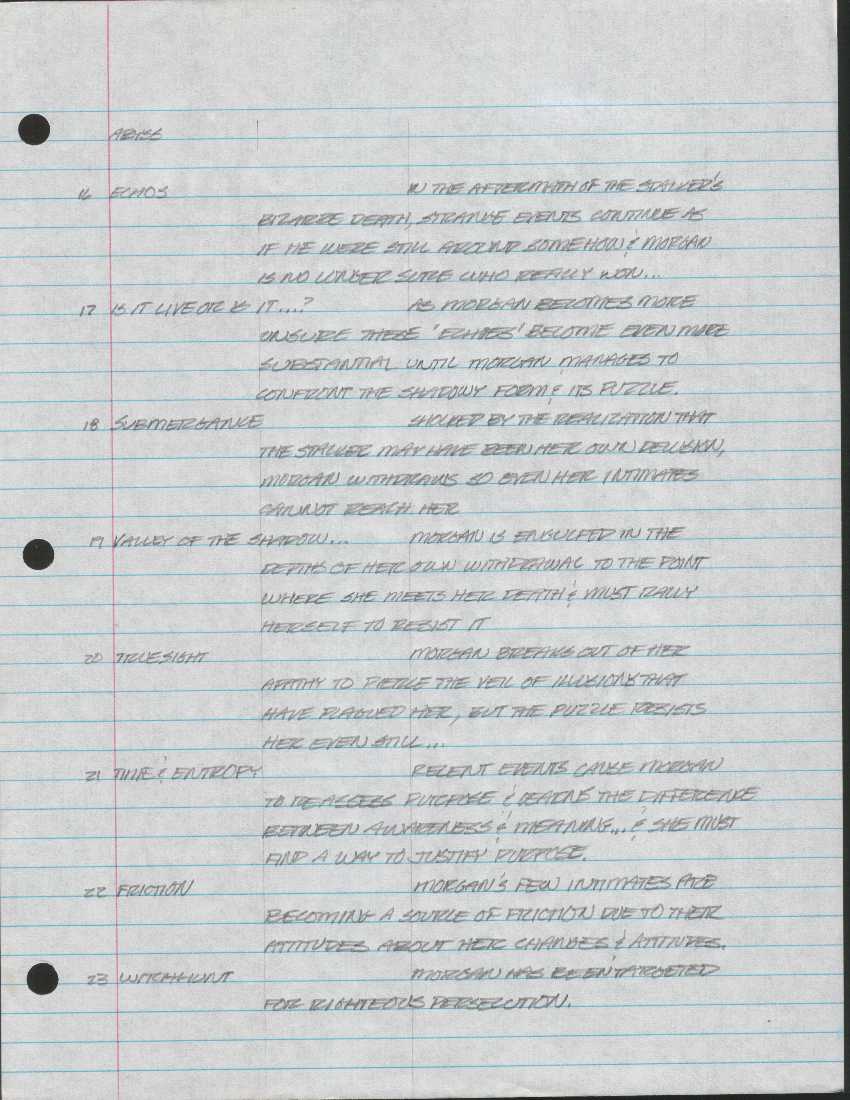 ABYSS
16 ECHOS IN THE AFTERMATH OF THE STALKER'S
BIZARRE DEATH, STRANGE EVENTS CONTINUE AS
IF HE WERE STILL AROUND SOMEHOW & MORGAN
IS NO LONGER SURE WHO REALLY WON...
17 IS IT LIVE OR IS IT....? AS MORGAN BECOMES MORE
UNSURE THESE 'ECHOES' BECOME EVEN MORE
SUBSTANTIAL UNTIL MORGAN MANAGES TO
CONFRONT THE SHADOWY FORM & ITS PUZZLE.
18 SUBMERGANCE SHOCKED BY THE REALIZATION THAT
THE STALKER MAY HAVE BEEN HER OWN DELUSION,
MORGAN WITHDRAWS SO EVEN HER INTIMATES
CANNOT REACH HER
19 VALLEY OF THE SHADOW... MORGAN IS ENGULFED IN THE
DEPTHS OF HER OWN WITHDRAWAL TO THE POINT
WHERE SHE MEETS HER DEATH & MUST RALLY
HERSELF TO RESIST IT
20 TRUESIGHT MORGAN BREAKS OUT OF HER
APATHY TO PIERCE THE VEIL OF ILLUSIONS THAT
HAVE PLAGUED HER, BUT THE PUZZLE RESISTS
HER EVEN STILL...
21 TIME & ENTROPY RECENT EVENTS CAUSE MORGAN
TO REASSESS PURPOSE & LEARNS THE DIFFERENCE
BETWEEN AWARENESS & MEANING... & SHE MUST
FIND A WAY TO JUSTIFY PURPOSE.
22 FRICTION MORGAN'S FEW INTIMATES ARE
BECOMING A SOURCE OF FRICTION DUE TO THEIR
ATTITUDES ABOUT HER CHANGES & ATTITUDES.
23 WITCHHUNT MORGAN HAS BEEN TARGETED
FOR RIGHTEOUS PERSECUTION.